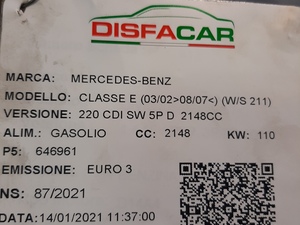 DISFACAR
MARCA: MERCEDES-BENZ
MODELLO: CLASSE E (03/02>08/07<) (W/S 211)
VERSIONE: 220 CDI SW 5P D 2148CC
ALIM.: GASOLIO CC: 2148 KW: 110
P5: 646961
EMISSIONE: EURO 3
NS: 87/2021
DATA: 14/01/2021 11:37:00